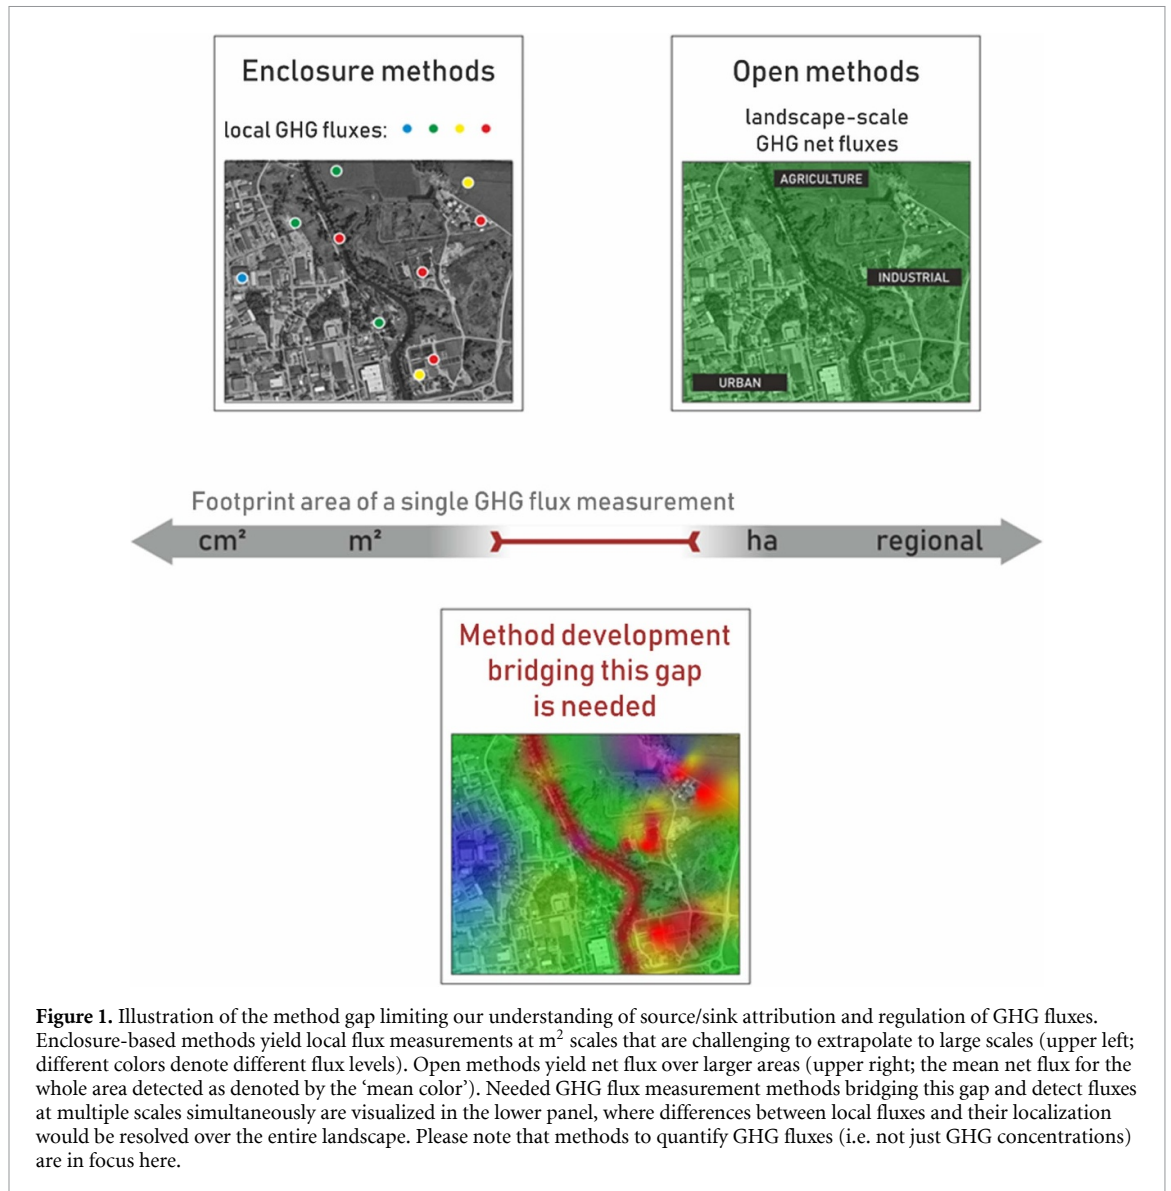 Enclosure methods
local GHG fluxes:
Open methods
landscape-scale
GHG net fluxes
AGRICULTURE
INDUSTRIAL
URBAN
Footprint area of a single GHG flux measurement
cm² m² ha regional
Method development
bridging this gap
is needed
Figure 1. Illustration of the method gap limiting our understanding of source/sink attribution and regulation of GHG fluxes.
Enclosure-based methods yield local flux measurements at m² scales that are challenging to extrapolate to large scales (upper left;
different colors denote different flux levels). Open methods yield net flux over larger areas (upper right; the mean net flux for the
whole area detected as denoted by the ‘mean color’). Needed GHG flux measurement methods bridging this gap and detect fluxes
at multiple scales simultaneously are visualized in the lower panel, where differences between local fluxes and their localization
would be resolved over the entire landscape. Please note that methods to quantify GHG fluxes (i.e. not just GHG concentrations)
are in focus here.